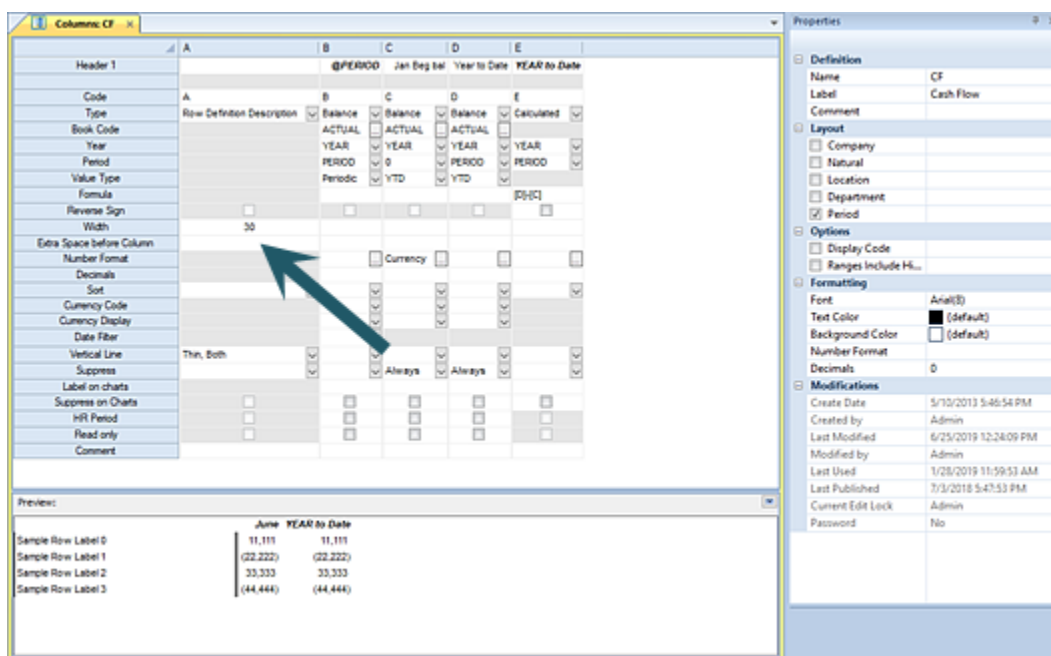 Columns: CF
A B C D E
Header 1 @PERIOD Jan Beg bal Year to Date YEAR to Date
Code A B C D E
Type Row Definition Description Balance Balance Balance Calculated
Book Code ACTUAL ACTUAL ACTUAL
Year YEAR YEAR YEAR YEAR
Period PERIOD 0 PERIOD PERIOD
Value Type Periodic YTD YTD
Formula [D]-[C]
Reverse Sign
Width 30
Extra Space before Column
Number Format Currency
Decimals
Sort
Currency Code
Currency Display
Date Filter
Vertical Line Thin, Both
Suppress Always Always
Label on charts
Suppress on Charts
HR Period
Read only
Comment
Preview:
June YEAR to Date
Sample Row Label 0 11,111 11,111
Sample Row Label 1 (22,222) (22,222)
Sample Row Label 2 33,333 33,333
Sample Row Label 3 (44,444) (44,444)
Properties
Definition
Name CF
Label Cash Flow
Comment
Layout
Company
Natural
Location
Department
Period
Options
Display Code
Ranges Include Hi...
Formatting
Font Arial(8)
Text Color (default)
Background Color (default)
Number Format
Decimals 0
Modifications
Create Date 5/10/2013 5:46:54 PM
Created by Admin
Last Modified 6/25/2019 12:24:09 PM
Modified by Admin
Last Used 1/28/2019 11:59:53 AM
Last Published 7/3/2018 5:47:53 PM
Current Edit Lock Admin
Password No